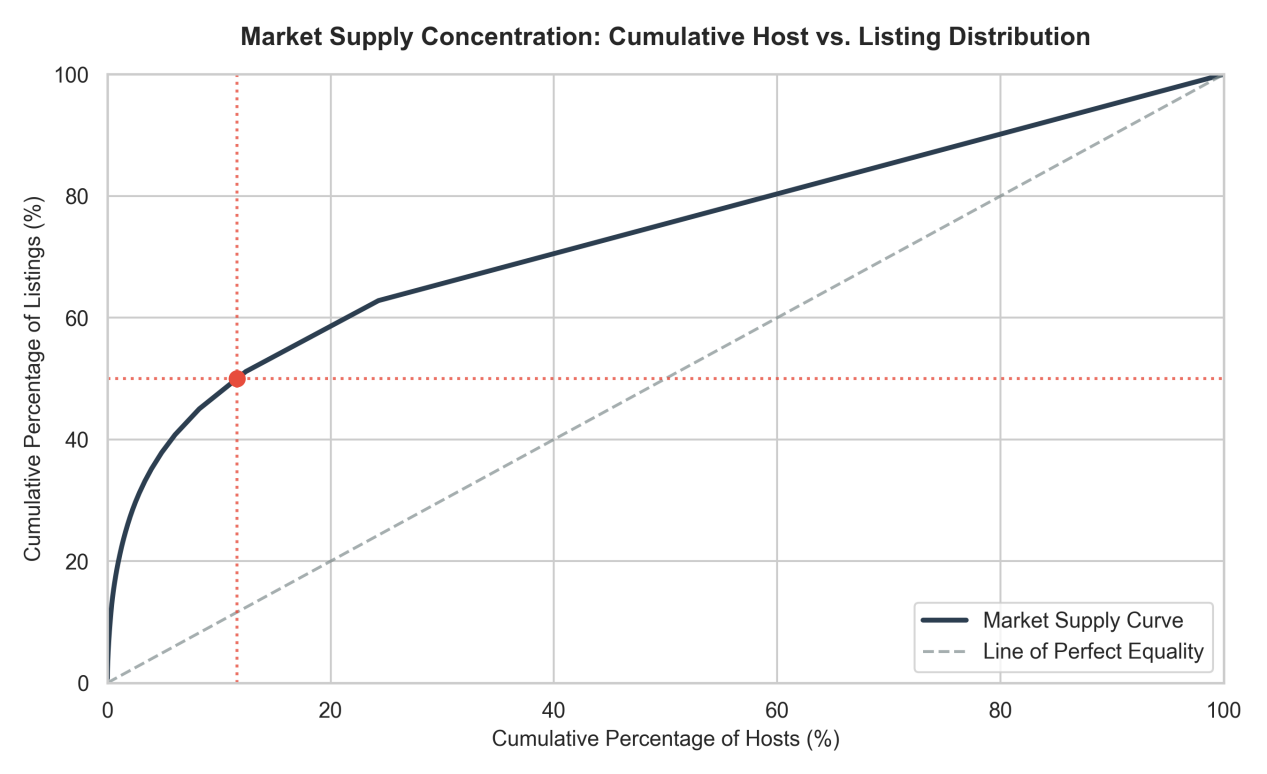 Market Supply Concentration: Cumulative Host vs. Listing Distribution
100
80
60
40
20
0
Cumulative Percentage of Listings (%)
0 20 40 60 80 100
Cumulative Percentage of Hosts (%)
Market Supply Curve
Line of Perfect Equality